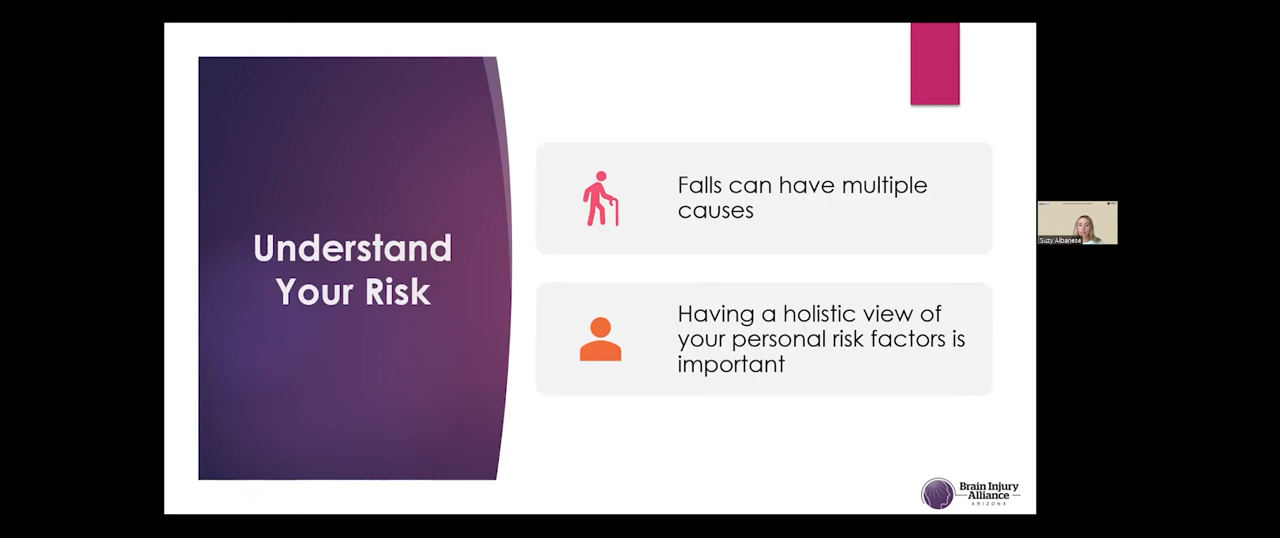 Understand
Your Risk
Falls can have multiple
causes
Having a holistic view of
your personal risk factors is
important
Suzy Albanese
Brain Injury
Alliance
ARIZONA